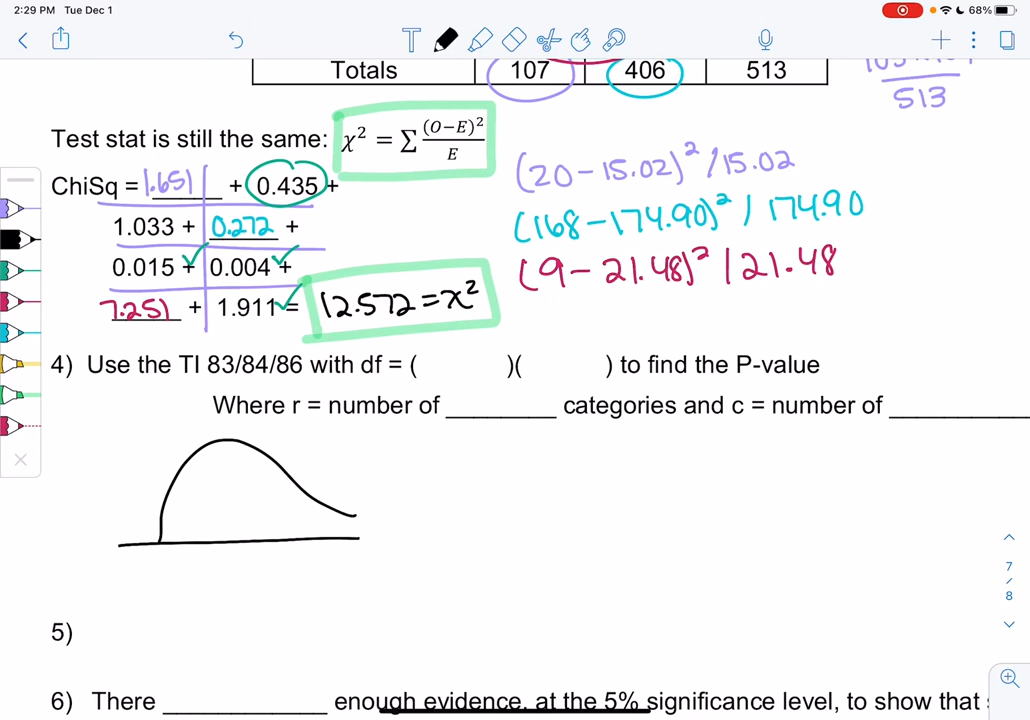 2:29 PM Tue Dec 1
68%
Totals 107 406 513
513
Test stat is still the same: χ² = ∑ (O−E)² / E
(20 − 15.02)² / 15.02
ChiSq = 1.651 + 0.435 +
(168 − 174.90)² / 174.90
1.033 + 0.272 +
(9 − 21.48)² / 21.48
0.015 + 0.004 +
7.251 + 1.911 = 12.572 = χ²
4) Use the TI 83/84/86 with df = ( )( ) to find the P-value
Where r = number of ________ categories and c = number of ________
7
/
8
5)
6) There ____________ enough evidence, at the 5% significance level, to show that